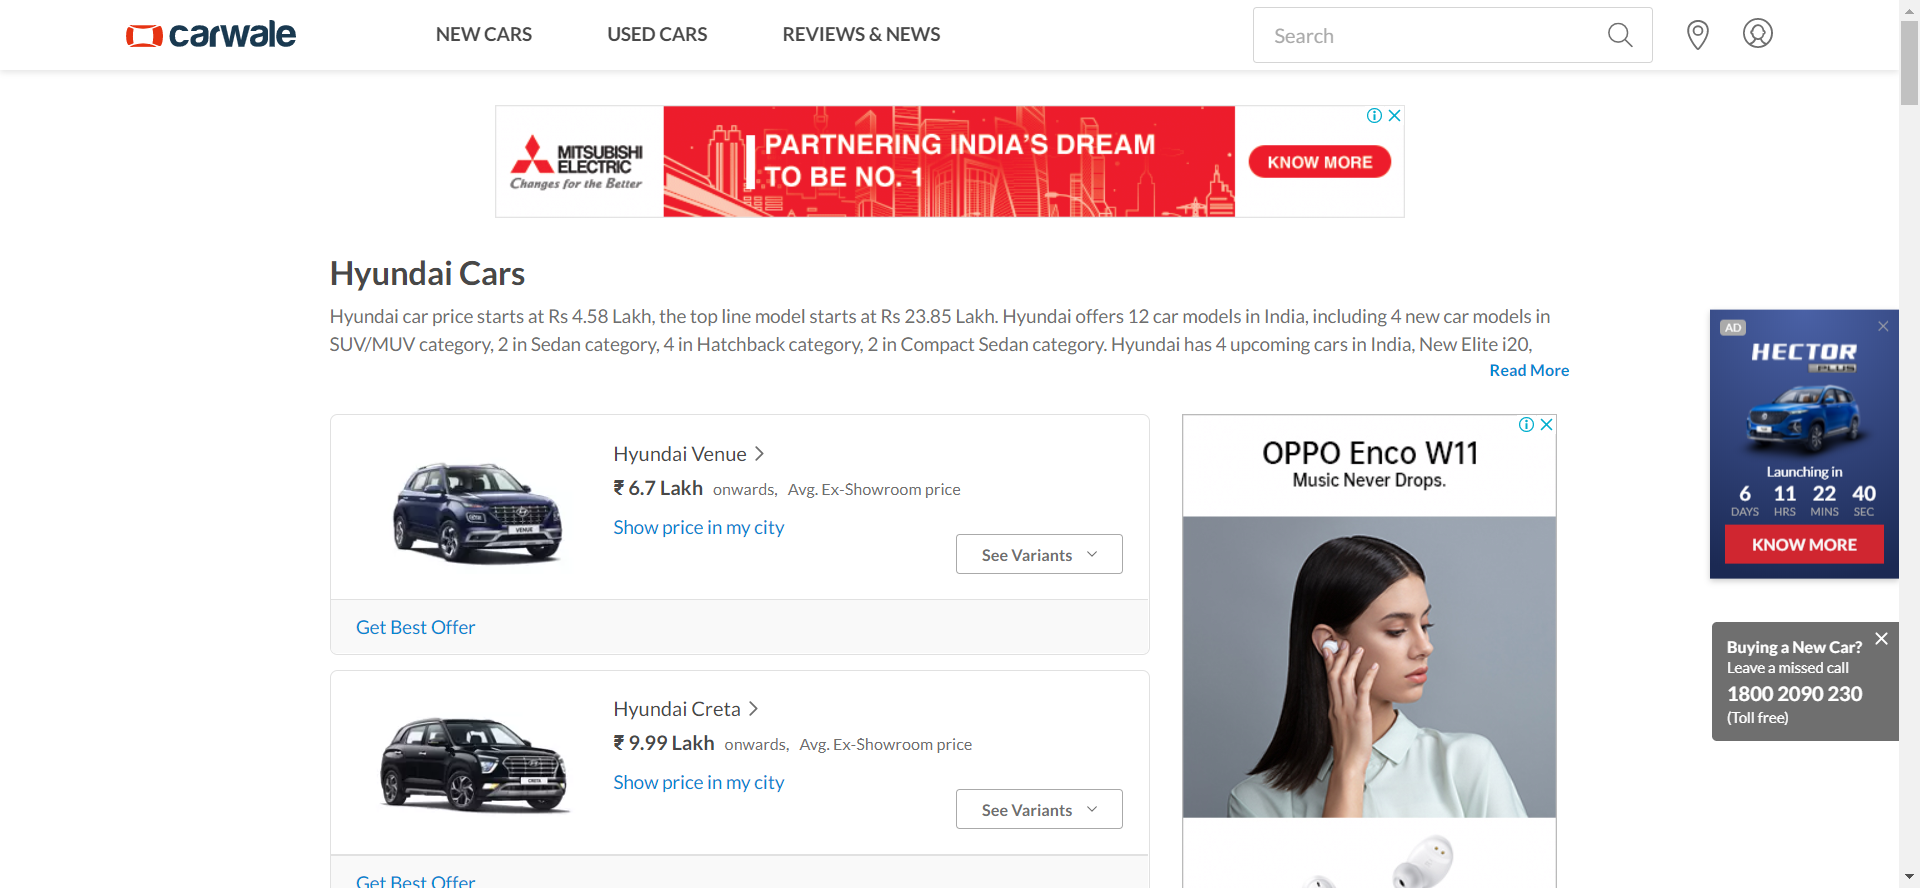 carwale
NEW CARS
USED CARS
REVIEWS & NEWS
Search
MITSUBISHI
ELECTRIC
Changes for the Better
PARTNERING INDIA'S DREAM
TO BE NO. 1
KNOW MORE
Hyundai Cars
Hyundai car price starts at Rs 4.58 Lakh, the top line model starts at Rs 23.85 Lakh. Hyundai offers 12 car models in India, including 4 new car models in
SUV/MUV category, 2 in Sedan category, 4 in Hatchback category, 2 in Compact Sedan category. Hyundai has 4 upcoming cars in India, New Elite i20,
Read More
Hyundai Venue
₹ 6.7 Lakh onwards, Avg. Ex-Showroom price
Show price in my city
See Variants
VENUE
Get Best Offer
Hyundai Creta
₹ 9.99 Lakh onwards, Avg. Ex-Showroom price
Show price in my city
See Variants
CRETA
Get Best Offer
OPPO Enco W11
Music Never Drops.
AD
HECTOR
PLUS
Launching in
6 11 22 40
DAYS HRS MINS SEC
KNOW MORE
Buying a New Car?
Leave a missed call
1800 2090 230
(Toll free)